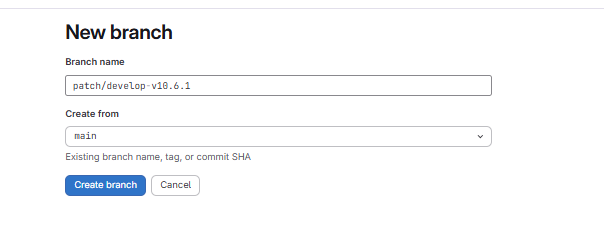 New branch
Branch name
patch/develop-v10.6.1
Create from
main
Existing branch name, tag, or commit SHA
Create branch Cancel